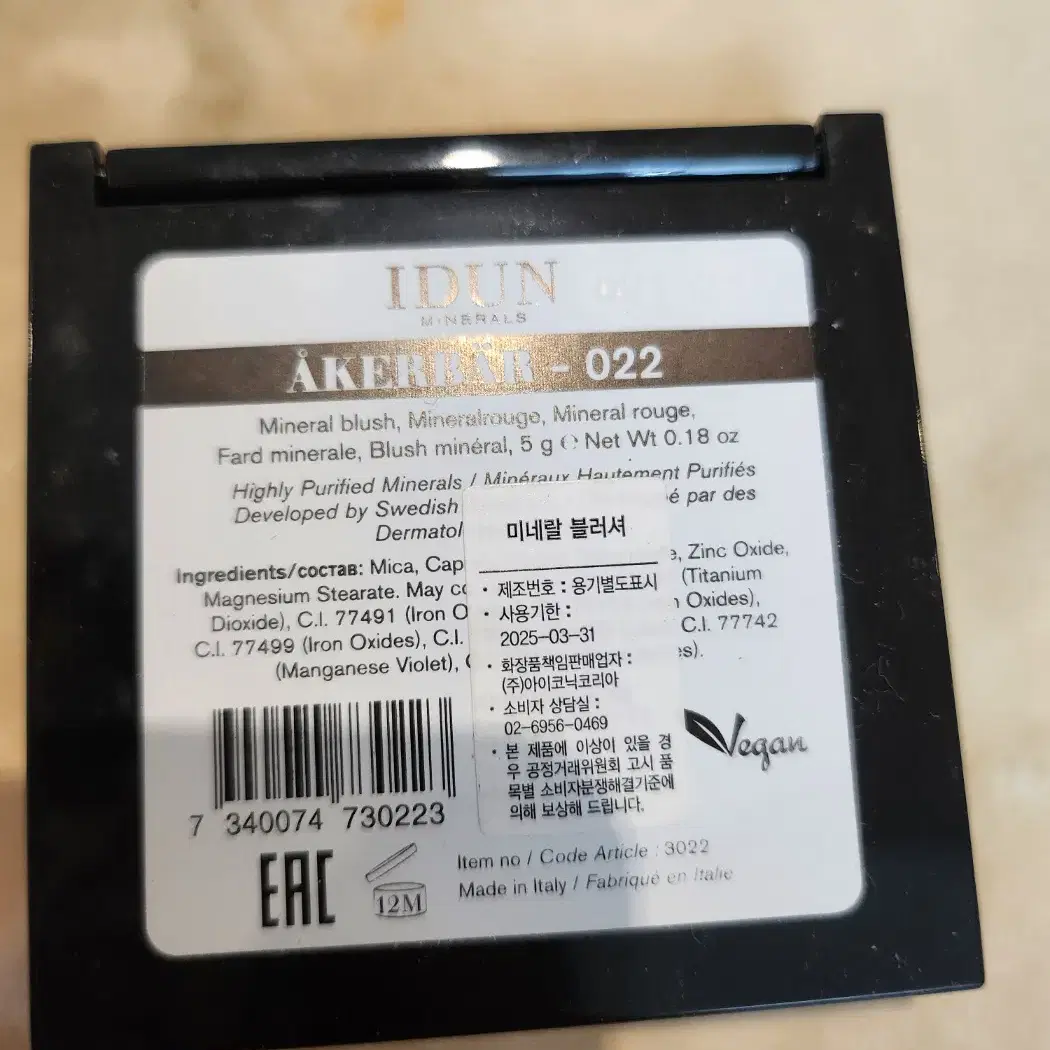 IDUN
MINERALS
ÅKERBÄR - 022
Mineral blush, Mineralrouge, Mineral rouge,
Fard minerale, Blush minéral, 5 g ℮ Net Wt 0.18 oz
Highly Purified Minerals / Minéraux Hautement Purifiés
Developed by Swedish
é par des
Dermatol
Ingredients/состав: Mica, Cap
e, Zinc Oxide,
Magnesium Stearate. May co
(Titanium
Dioxide), C.I. 77491 (Iron O
Oxides),
C.I. 77499 (Iron Oxides), C.I.
C.I. 77742
(Manganese Violet),
es).
미네랄 블러셔
• 제조번호 : 용기별도표시
• 사용기한 :
2025-03-31
• 화장품책임판매업자 :
(주)아이코닉코리아
• 소비자 상담실 :
02-6956-0469
• 본 제품에 이상이 있을 경
우 공정거래위원회 고시 품
목별 소비자분쟁해결기준에
의해 보상해 드립니다.
Vegan
7 340074 730223
EAC
12M
Item no / Code Article : 3022
Made in Italy / Fabriqué en Italie